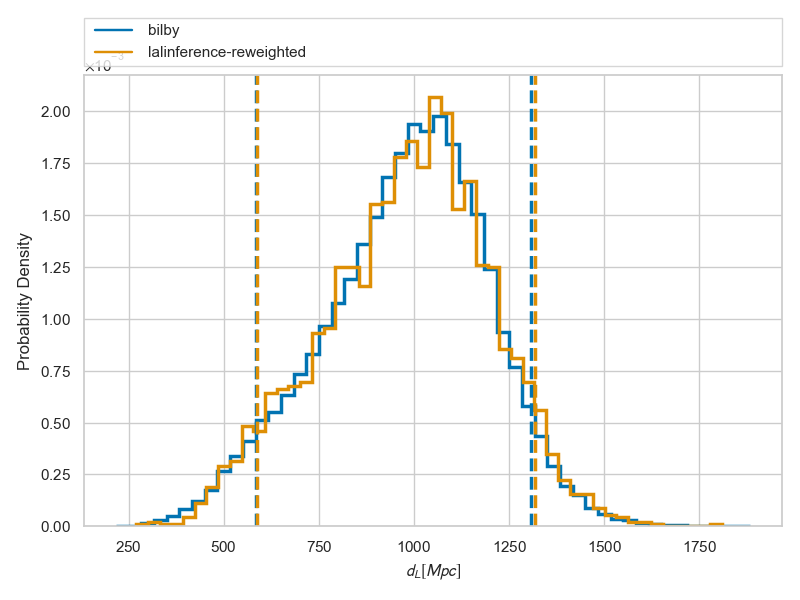 bilby
lalinference-reweighted
×10⁻³
2.00
1.75
1.50
1.25
1.00
0.75
0.50
0.25
0.00
Probability Density
250 500 750 1000 1250 1500 1750
d_L[Mpc]